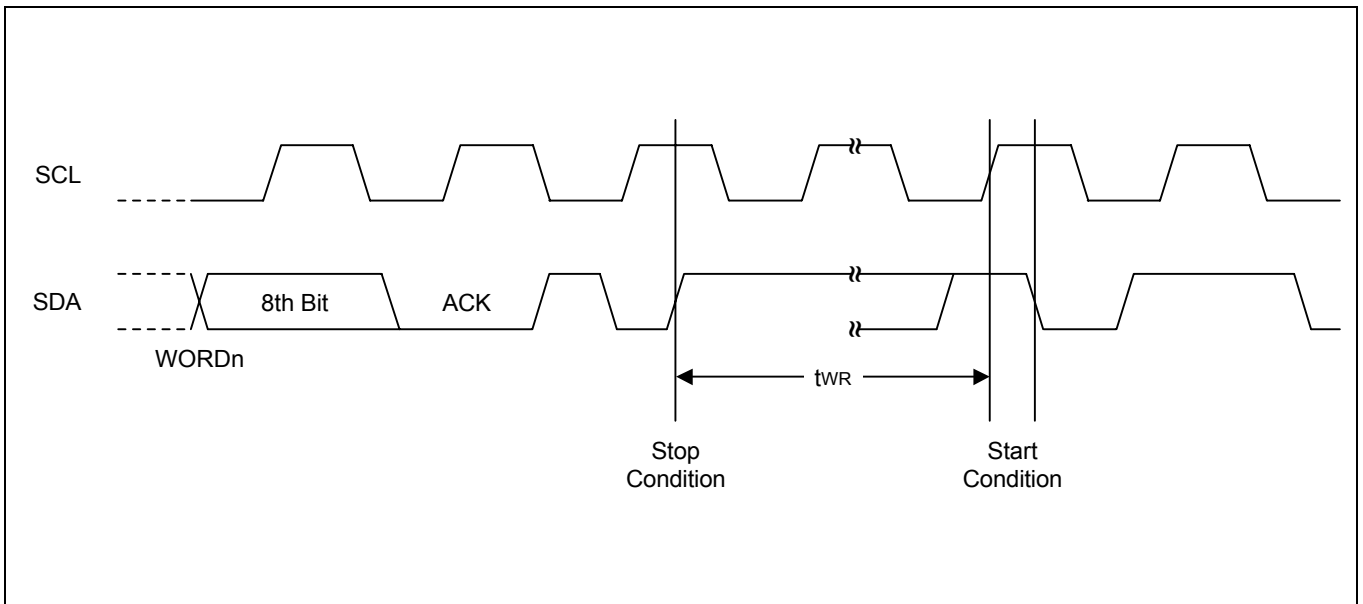 SCL
SDA
8th Bit
ACK
WORDn
tWR
Stop
Condition
Start
Condition